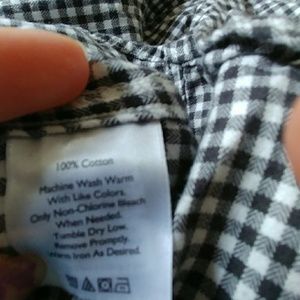 100% Cotton
Machine Wash Warm
With Like Colors.
Only Non-Chlorine Bleach
When Needed.
Tumble Dry Low.
Remove Promptly.
Warm Iron As Desired.